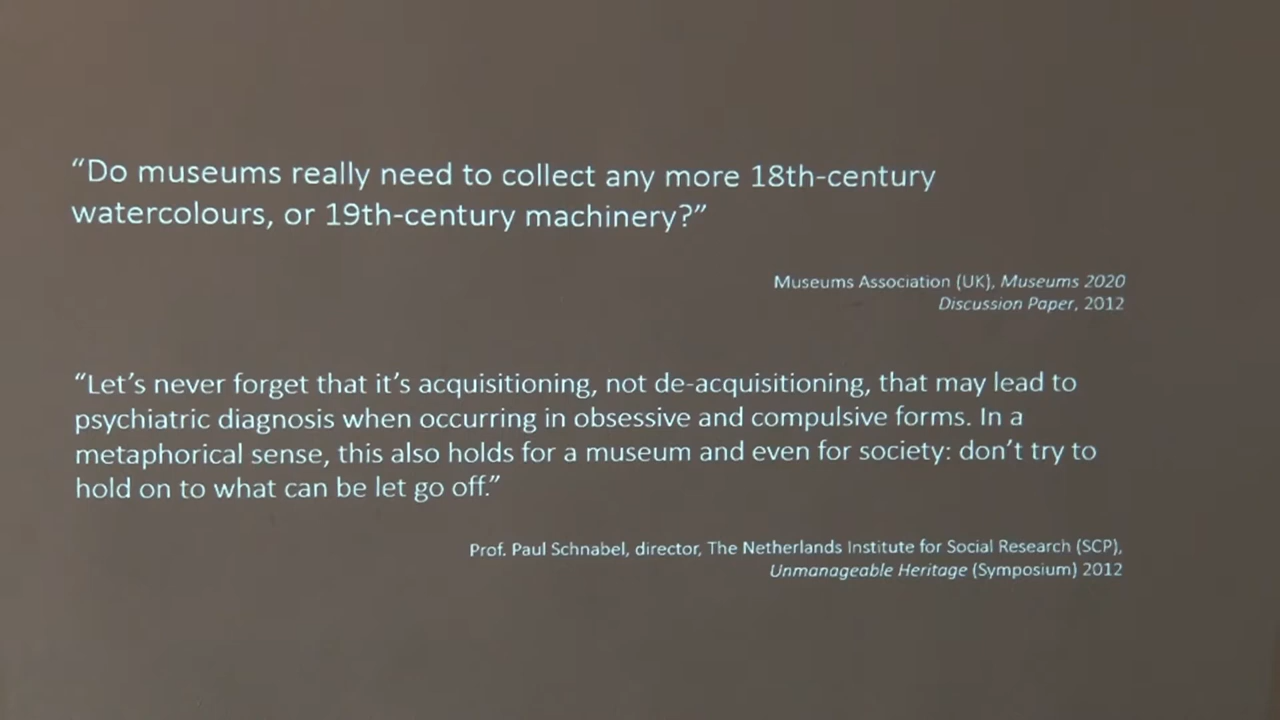 “Do museums really need to collect any more 18th-century
watercolours, or 19th-century machinery?”
Museums Association (UK), Museums 2020
Discussion Paper, 2012
“Let’s never forget that it’s acquisitioning, not de-acquisitioning, that may lead to
psychiatric diagnosis when occurring in obsessive and compulsive forms. In a
metaphorical sense, this also holds for a museum and even for society: don’t try to
hold on to what can be let go off.”
Prof. Paul Schnabel, director, The Netherlands Institute for Social Research (SCP),
Unmanageable Heritage (Symposium) 2012